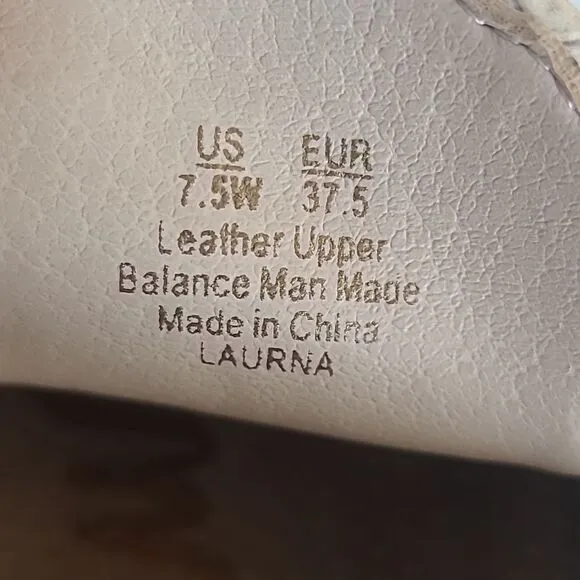 US EUR
7.5W 37.5
Leather Upper
Balance Man Made
Made in China
LAURNA